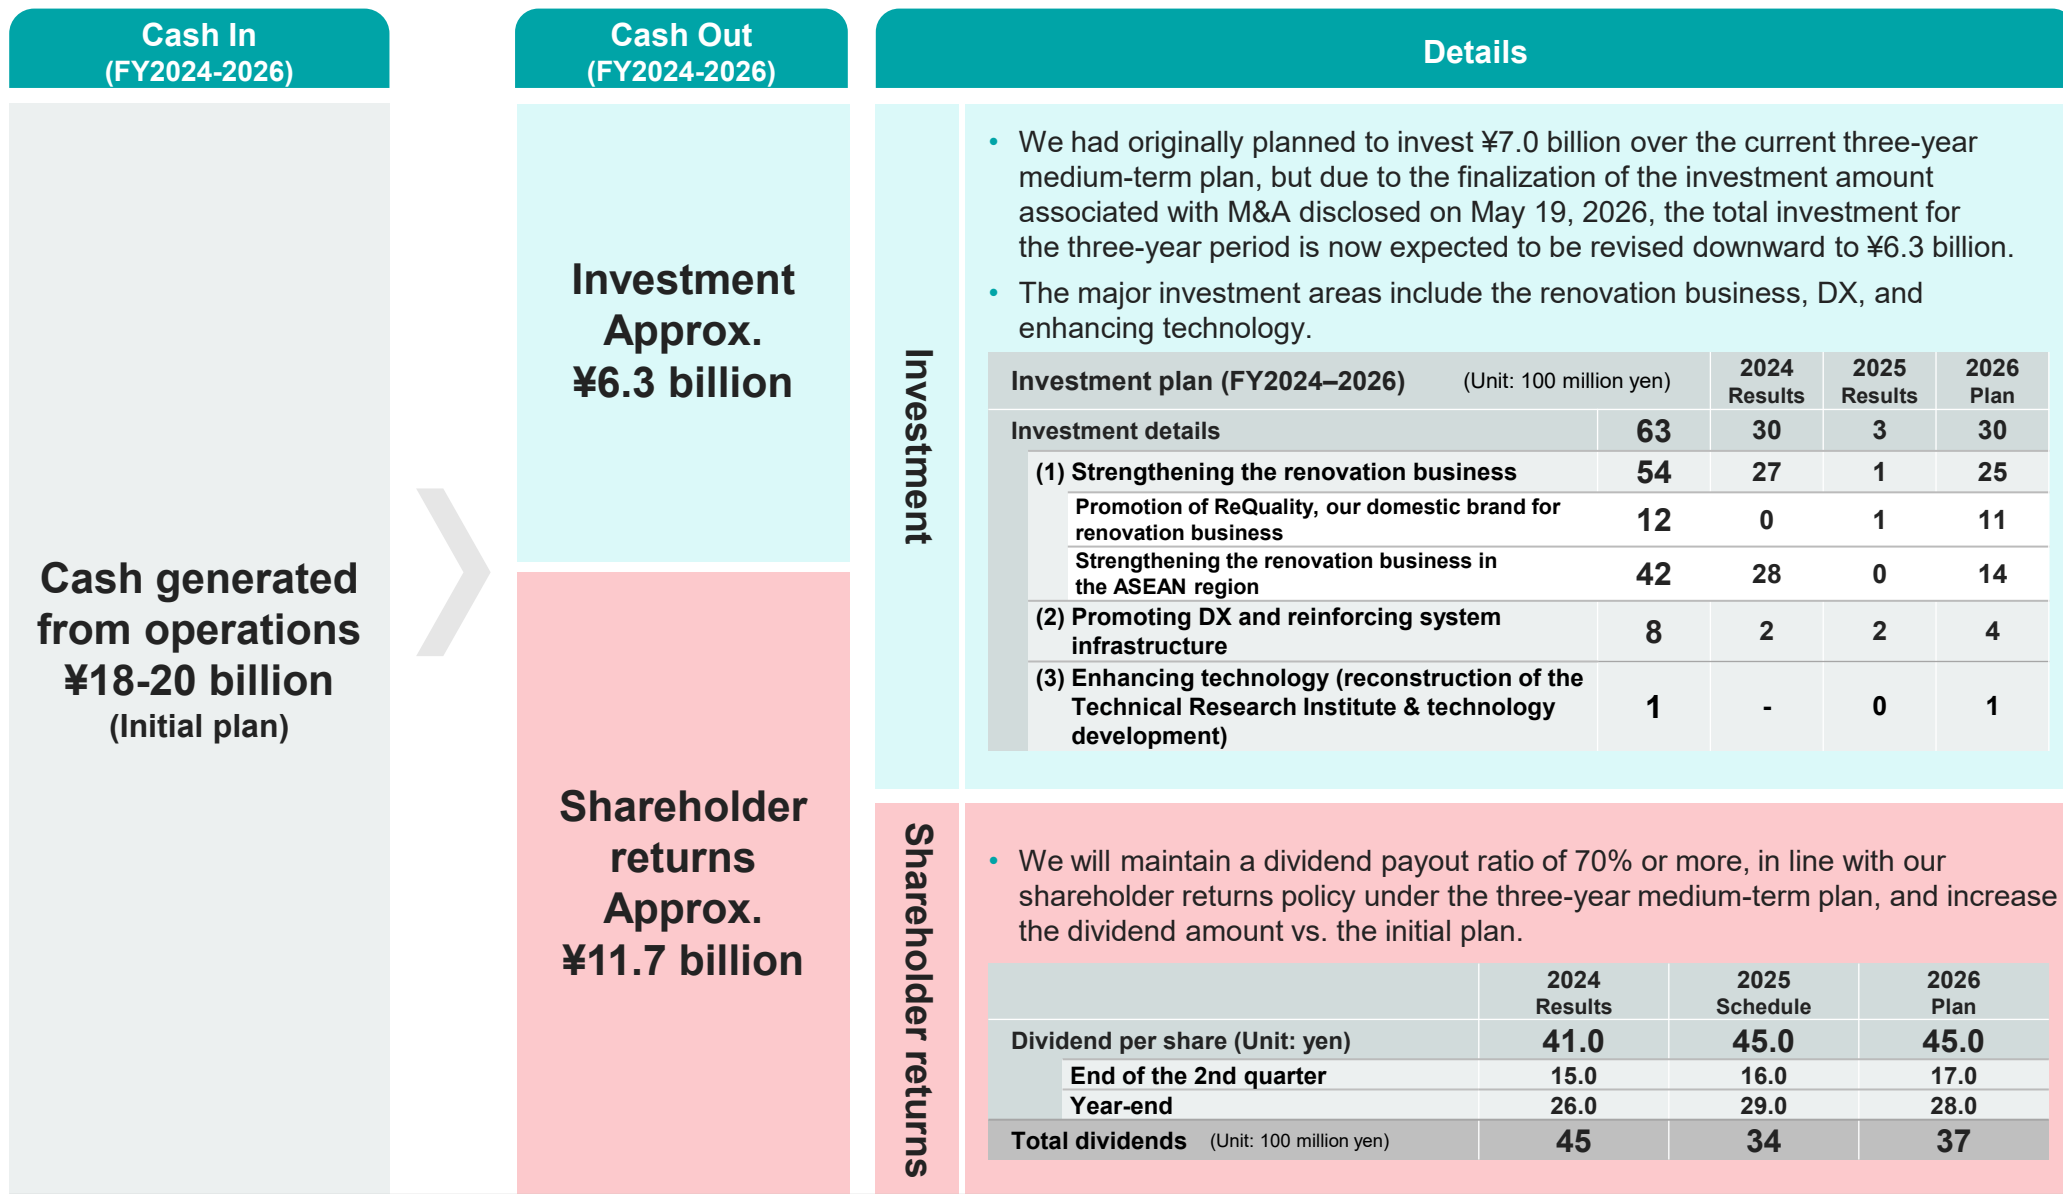 Cash In
(FY2024-2026)
Cash Out
(FY2024-2026)
Details
Cash generated
from operations
¥18-20 billion
(Initial plan)
Investment
Approx.
¥6.3 billion
Shareholder
returns
Approx.
¥11.7 billion
Investment
• We had originally planned to invest ¥7.0 billion over the current three-year
medium-term plan, but due to the finalization of the investment amount
associated with M&A disclosed on May 19, 2026, the total investment for
the three-year period is now expected to be revised downward to ¥6.3 billion.
• The major investment areas include the renovation business, DX, and
enhancing technology.
Investment plan (FY2024–2026) (Unit: 100 million yen) 2024 Results 2025 Results 2026 Plan
Investment details 63 30 3 30
(1) Strengthening the renovation business 54 27 1 25
Promotion of ReQuality, our domestic brand for
renovation business 12 0 1 11
Strengthening the renovation business in
the ASEAN region 42 28 0 14
(2) Promoting DX and reinforcing system
infrastructure 8 2 2 4
(3) Enhancing technology (reconstruction of the
Technical Research Institute & technology
development) 1 - 0 1
Shareholder returns
• We will maintain a dividend payout ratio of 70% or more, in line with our
shareholder returns policy under the three-year medium-term plan, and increase
the dividend amount vs. the initial plan.
2024 Results 2025 Schedule 2026 Plan
Dividend per share (Unit: yen) 41.0 45.0 45.0
End of the 2nd quarter 15.0 16.0 17.0
Year-end 26.0 29.0 28.0
Total dividends (Unit: 100 million yen) 45 34 37